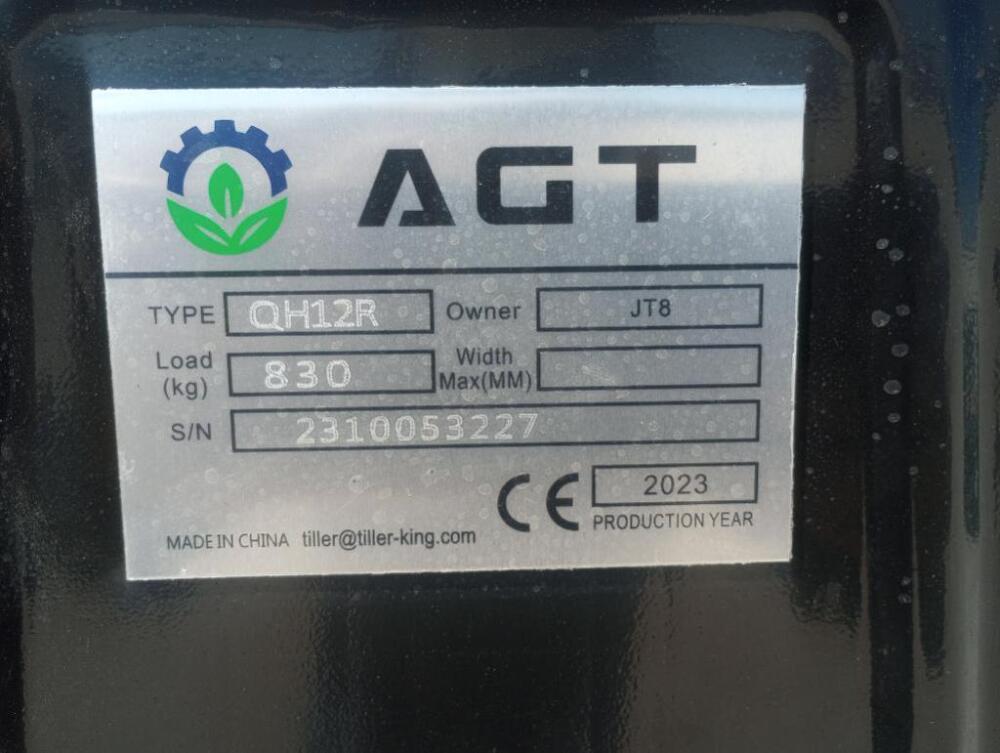 AGT
TYPE QH12R Owner JT8
Load (kg) 830 Width Max(MM)
S/N 2310053227
CE 2023
PRODUCTION YEAR
MADE IN CHINA tiller@tiller-king.com